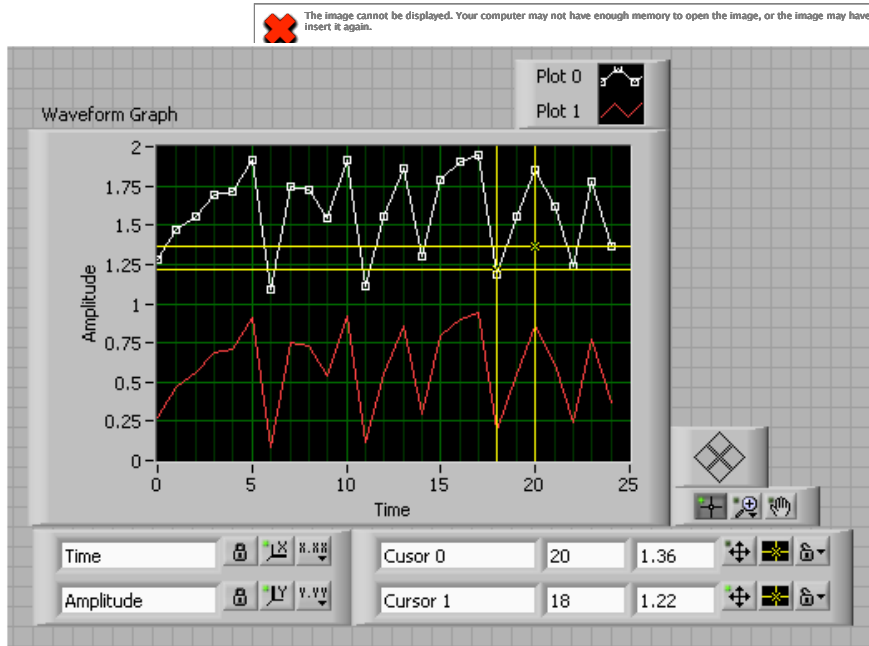 The image cannot be displayed. Your computer may not have enough memory to open the image, or the image may have
insert it again.
Plot 0
Plot 1
Waveform Graph
2
1.75
1.5
1.25
1
0.75
0.5
0.25
0
Amplitude
0 5 10 15 20 25
Time
Time X X.XX
Cusor 0 20 1.36
Amplitude Y Y.YY
Cursor 1 18 1.22